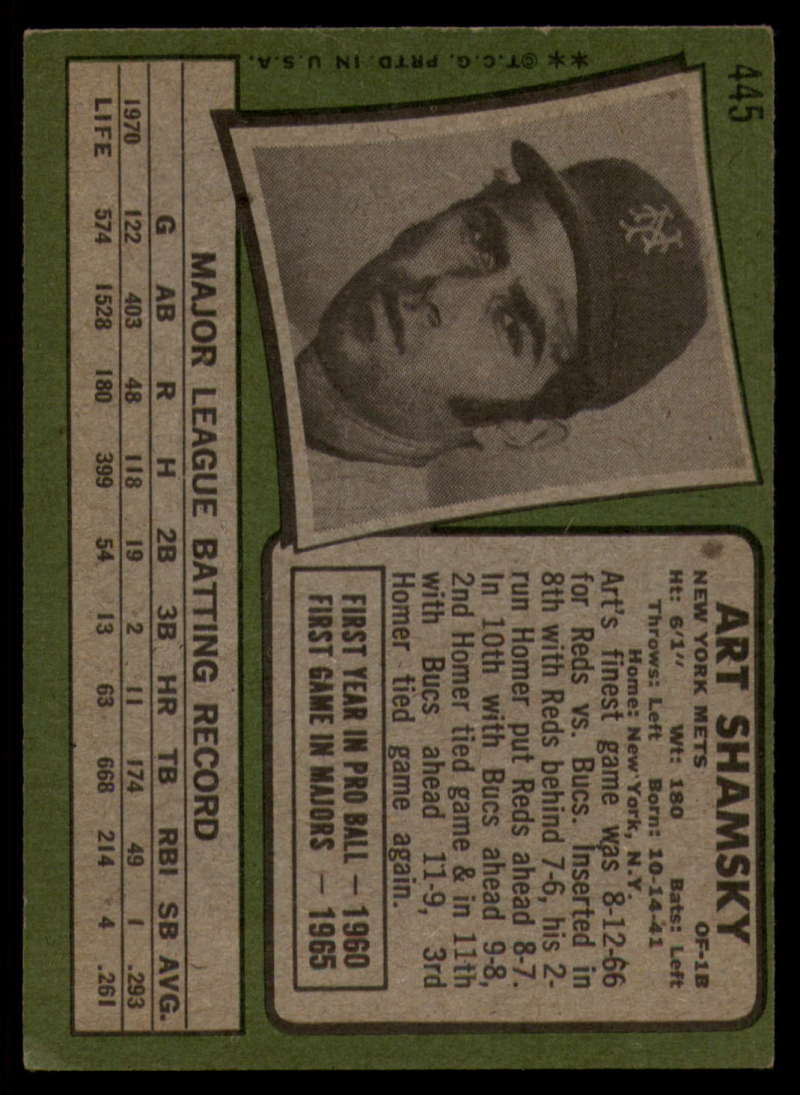 445
**©T.C.G. PRTD. IN U.S.A.
NY
ART SHAMSKY
NEW YORK METS OF-1B
Ht: 6'1" Wt: 180 Bats: Left
Throws: Left Born: 10-14-41
Home: New York, N.Y.
Art's finest game was 8-12-66
for Reds vs. Bucs. Inserted in
8th with Reds behind 7-6, his 2-
run Homer put Reds ahead 8-7.
In 10th with Bucs ahead 9-8,
2nd Homer tied game & in 11th
with Bucs ahead 11-9, 3rd
Homer tied game again.
FIRST YEAR IN PRO BALL — 1960
FIRST GAME IN MAJORS — 1965
MAJOR LEAGUE BATTING RECORD
G AB R H 2B 3B HR TB RBI SB AVG.
1970 122 403 48 118 19 2 11 174 49 1 .293
LIFE 574 1528 180 399 54 13 63 668 214 4 .261